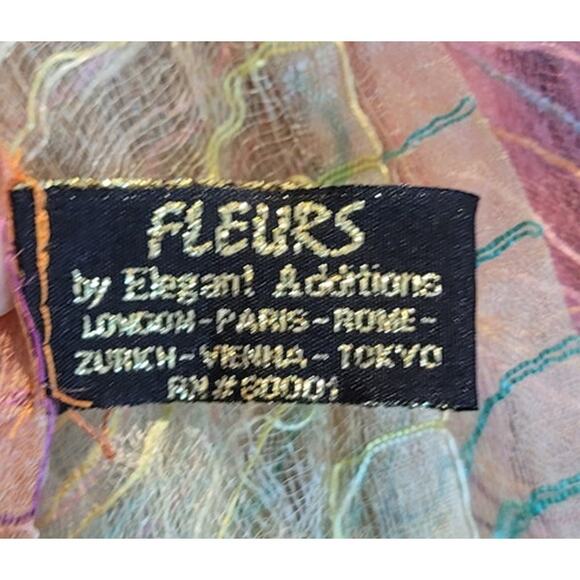 FLEURS
by Elegant Additions
LONDON-PARIS-ROME-
ZURICH-VIENNA-TOKYO
RN#80001